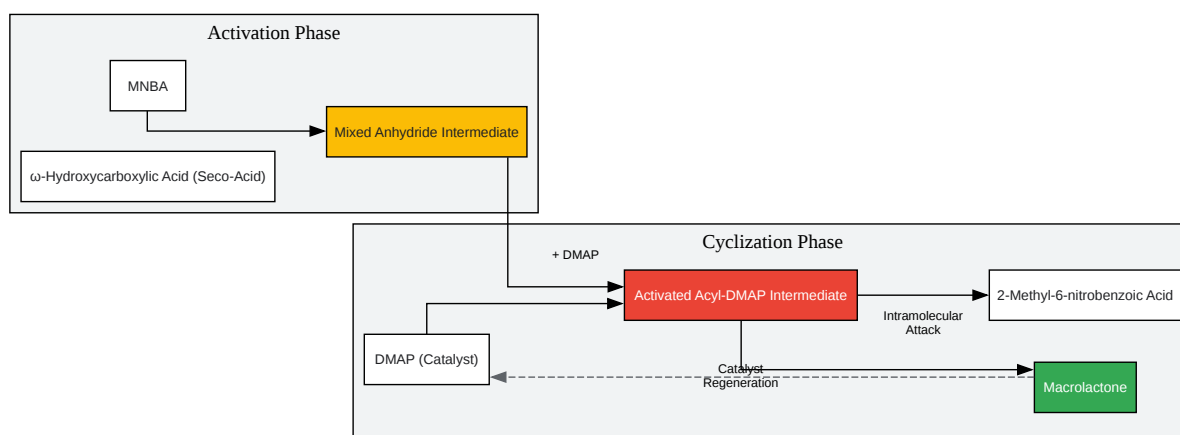 Activation Phase
MNBA
Mixed Anhydride Intermediate
ω-Hydroxycarboxylic Acid (Seco-Acid)
Cyclization Phase
+ DMAP
Activated Acyl-DMAP Intermediate
2-Methyl-6-nitrobenzoic Acid
Intramolecular
Attack
DMAP (Catalyst)
Catalyst
Regeneration
Macrolactone